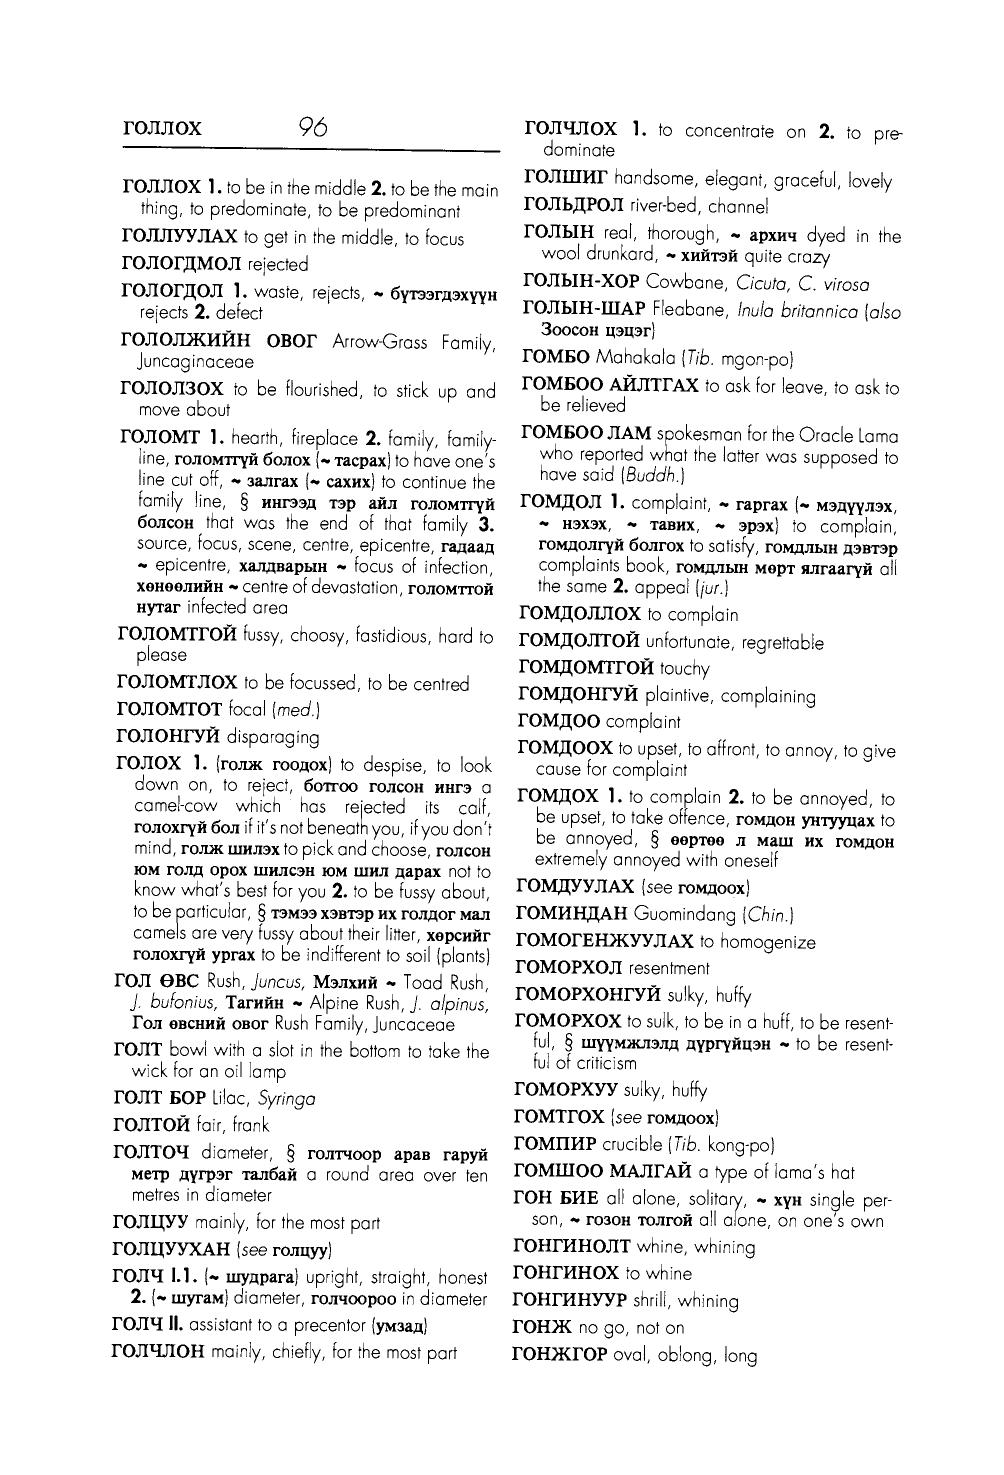 ГОЛЛОХ 96
ГОЛЛОХ 1. to be in the middle 2. to be the main
thing, to predominate, to be predominant
ГОЛЛУУЛАХ to get in the middle, to focus
ГОЛОГДМОЛ rejected
ГОЛОГДОЛ 1. waste, rejects, ~ бүтээгдэхүүн
rejects 2. defect
ГОЛОЛЖИЙН ОВОГ Arrow-Grass Family,
Juncaginaceae
ГОЛОЛЗОХ to be flourished, to stick up and
move about
ГОЛОМТ 1. hearth, fireplace 2. family, family-
line, голомтгүй болох (~ тасрах) to have one's
line cut off, ~ залгах (~ сахих) to continue the
family line, § ингээд тэр айл голомтгүй
болсон that was the end of that family 3.
source, focus, scene, centre, epicentre, гадаад
~ epicentre, халдварын ~ focus of infection,
хөнөөлийн ~ centre of devastation, голомттой
нутаг infected area
ГОЛОМТГОЙ fussy, choosy, fastidious, hard to
please
ГОЛОМТЛОХ to be focussed, to be centred
ГОЛОМТОТ focal (med.)
ГОЛОНГУЙ disparaging
ГОЛОХ 1. (голж гоодох) to despise, to look
down on, to reject, ботгоо голсон ингэ a
camel-cow which has rejected its calf,
голохгүй бол if it's not beneath you, if you don't
mind, голж шилэх to pick and choose, голсон
юм голд орох шилсэн юм шил дарах not to
know what's best for you 2. to be fussy about,
to be particular, § тэмээ хэвтэр их голдог мал
camels are very fussy about their litter, хөрсийг
голохгүй ургах to be indifferent to soil (plants)
ГОЛ ӨВС Rush, Juncus, Мэлхий ~ Toad Rush,
J. bufonius, Тагийн ~ Alpine Rush, J. alpinus,
Гол өвсний овог Rush Family, Juncaceae
ГОЛТ bowl with a slot in the bottom to take the
wick for an oil lamp
ГОЛТ БОР Lilac, Syringa
ГОЛТОЙ fair, frank
ГОЛТОЧ diameter, § голтчоор арав гаруй
метр дүгрэг талбай a round area over ten
metres in diameter
ГОЛЦУУ mainly, for the most part
ГОЛЦУУХАН (see голцуу)
ГОЛЧ I.1. (~ шудрага) upright, straight, honest
2. (~ шугам) diameter, голчоороо in diameter
ГОЛЧ II. assistant to a precentor (умзад)
ГОЛЧЛОН mainly, chiefly, for the most part
ГОЛЧЛОХ 1. to concentrate on 2. to pre-
dominate
ГОЛШИГ handsome, elegant, graceful, lovely
ГОЛЬДРОЛ river-bed, channel
ГОЛЫН real, thorough, ~ архич dyed in the
wool drunkard, ~ хийтэй quite crazy
ГОЛЫН-ХОР Cowbane, Cicuta, C. virosa
ГОЛЫН-ШАР Fleabane, Inula britannica (also
Зоосон цэцэг)
ГОМБО Mahakala (Tib. mgon-po)
ГОМБОО АЙЛТГАХ to ask for leave, to ask to
be relieved
ГОМБОО ЛАМ spokesman for the Oracle Lama
who reported what the latter was supposed to
have said (Buddh.)
ГОМДОЛ 1. complaint, ~ гаргах (~ мэдүүлэх,
~ нэхэх, ~ тавих, ~ эрэх) to complain,
гомдолгүй болгох to satisfy, гомдлын дэвтэр
complaints book, гомдлын мөрт ялгаагүй all
the same 2. appeal (jur.)
ГОМДОЛЛОХ to complain
ГОМДОЛТОЙ unfortunate, regrettable
ГОМДОМТГОЙ touchy
ГОМДОНГУЙ plaintive, complaining
ГОМДОО complaint
ГОМДООХ to upset, to affront, to annoy, to give
cause for complaint
ГОМДОХ 1. to complain 2. to be annoyed, to
be upset, to take offence, гомдон унтууцах to
be annoyed, § өөртөө л маш их гомдон
extremely annoyed with oneself
ГОМДУУЛАХ (see гомдоох)
ГОМИНДАН Guomindang (Chin.)
ГОМОГЕНЖУУЛАХ to homogenize
ГОМОРХОЛ resentment
ГОМОРХОНГУЙ sulky, huffy
ГОМОРХОХ to sulk, to be in a huff, to be resent-
ful, § шүүмжлэлд дүргүйцэн ~ to be resent-
ful of criticism
ГОМОРХУУ sulky, huffy
ГОМТГОХ (see гомдоох)
ГОМПИР crucible (Tib. kong-po)
ГОМШОО МАЛГАЙ a type of lama's hat
ГОН БИЕ all alone, solitary, ~ хүн single per-
son, ~ гозон толгой all alone, on one's own
ГОНГИНОЛТ whine, whining
ГОНГИНОХ to whine
ГОНГИНУУР shrill, whining
ГОНЖ no go, not on
ГОНЖГОР oval, oblong, long